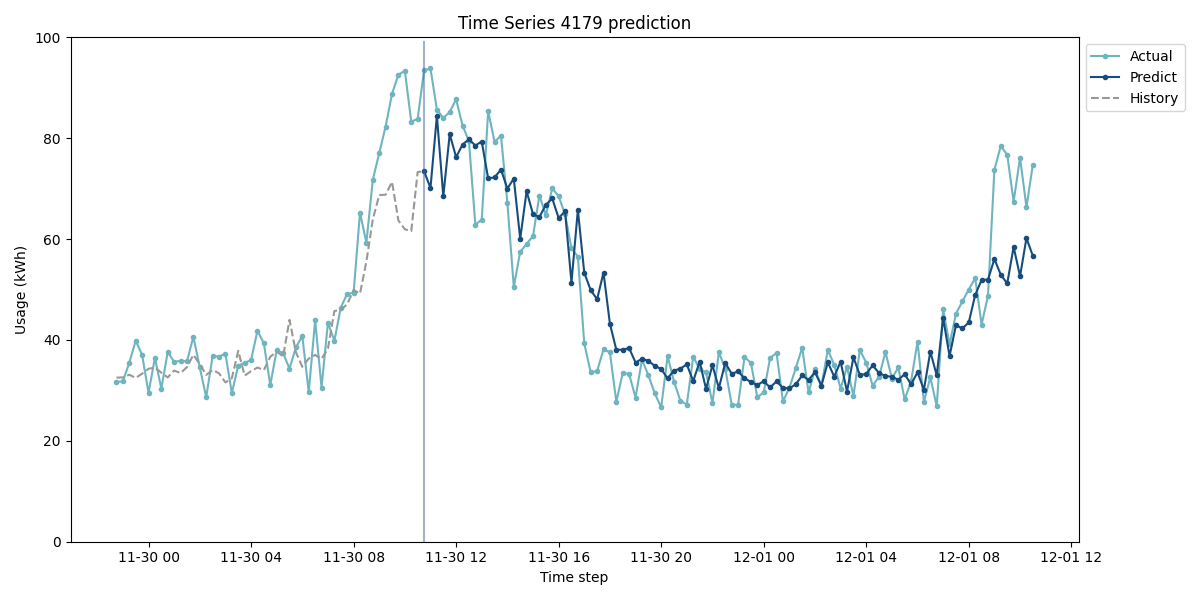 Time Series 4179 prediction
Usage (kWh)
100
80
60
40
20
0
11-30 00
11-30 04
11-30 08
11-30 12
11-30 16
11-30 20
12-01 00
12-01 04
12-01 08
12-01 12
Time step
Actual
Predict
History